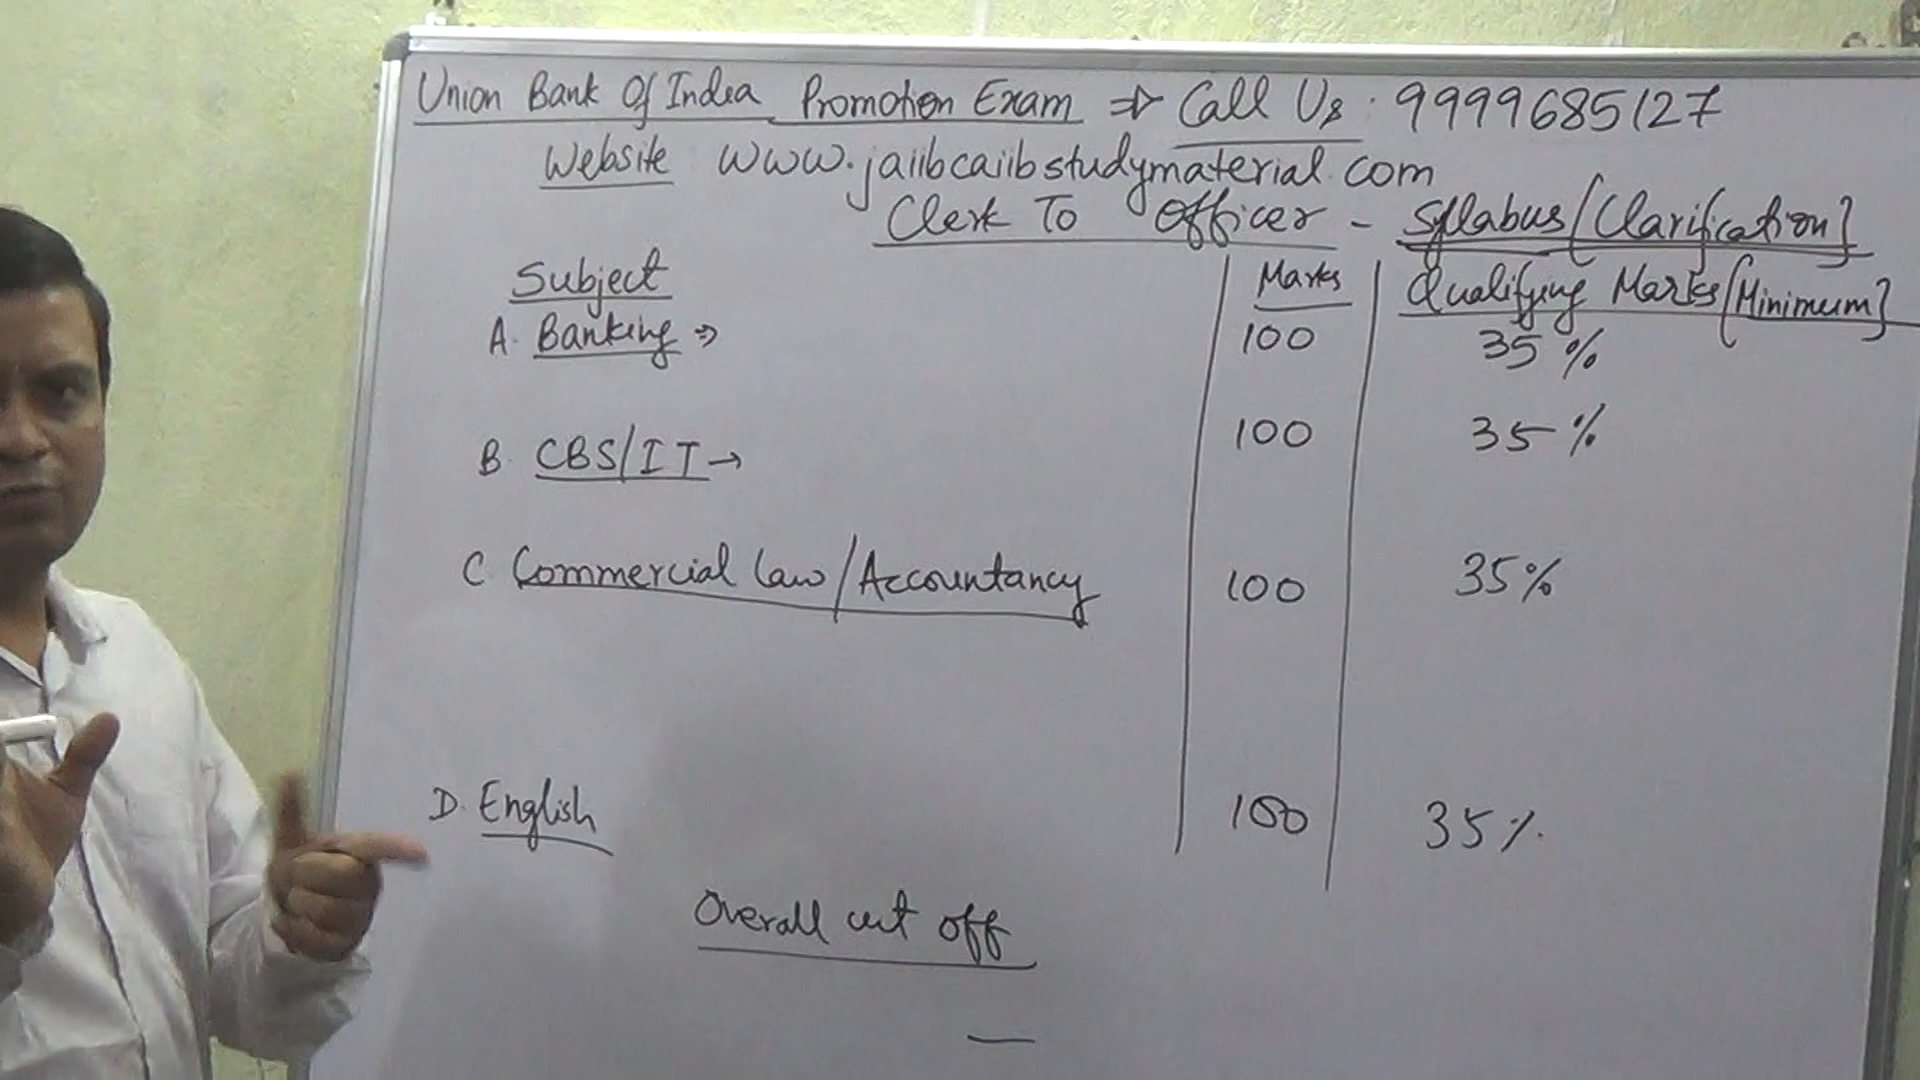 Union Bank Of India Promotion Exam ⇒ Call Us : 9999685127
Website www.jaiibcaiibstudymaterial.com
Clerk To Officer - Syllabus [Clarification]
Subject Marks Qualifying Marks [Minimum]
A. Banking ⇒ 100 35%
B. CBS/IT → 100 35%
C. Commercial Law/Accountancy 100 35%
D. English 100 35%
Overall cut off
—